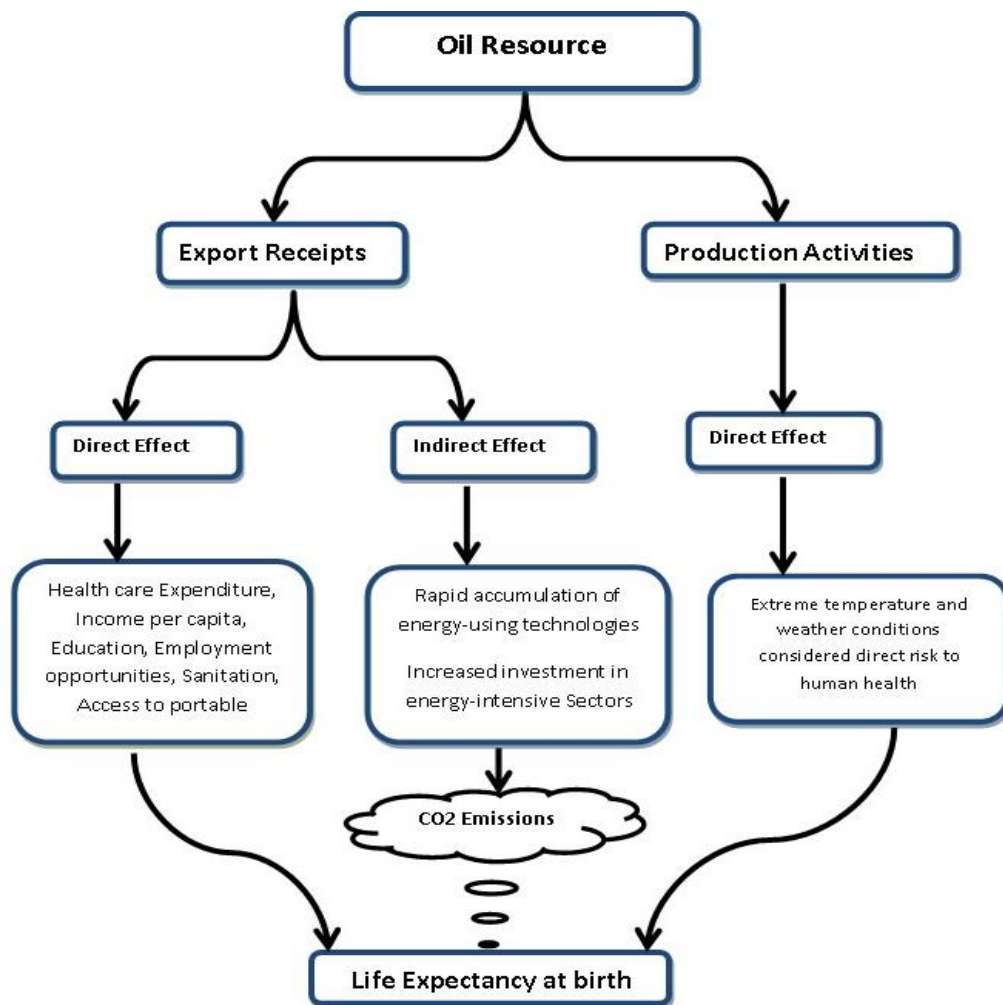 Oil Resource
Export Receipts
Production Activities
Direct Effect
Indirect Effect
Direct Effect
Health care Expenditure,
Income per capita,
Education, Employment
opportunities, Sanitation,
Access to portable
Rapid accumulation of
energy-using technologies
Increased investment in
energy-intensive Sectors
Extreme temperature and
weather conditions
considered direct risk to
human health
CO2 Emissions
Life Expectancy at birth